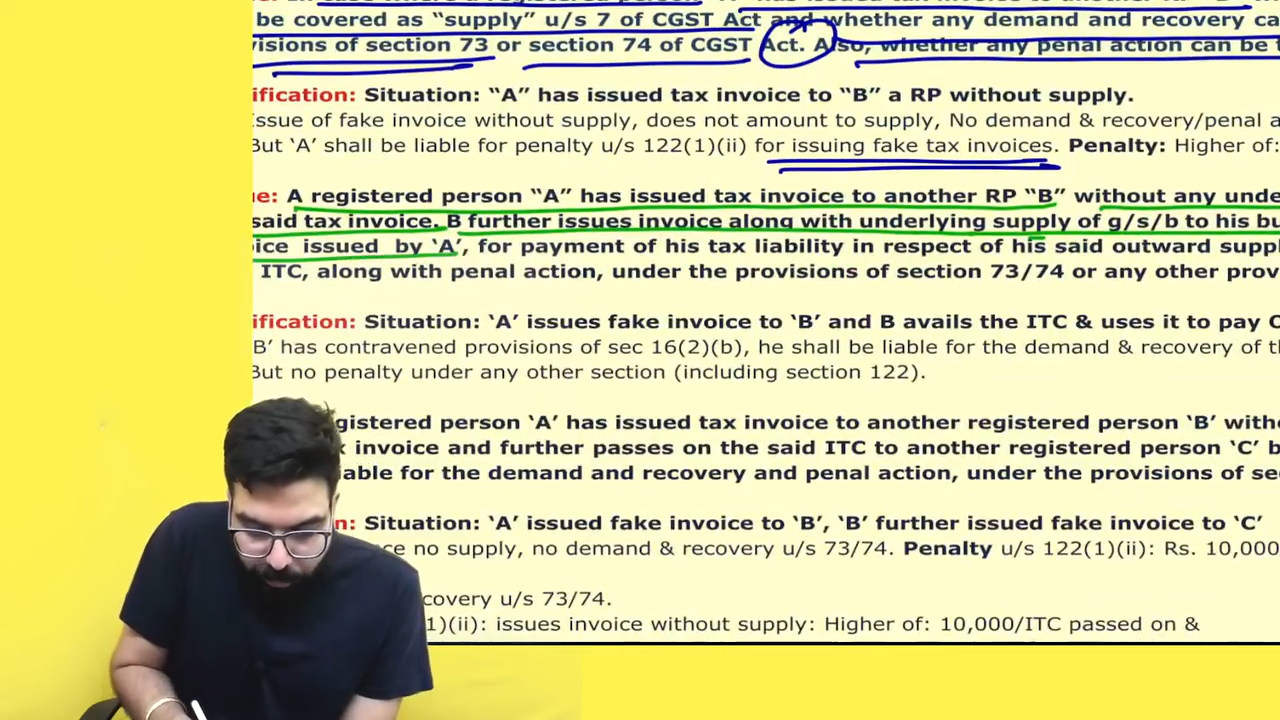 be covered as “supply” u/s 7 of CGST Act and whether any demand and recovery
visions of section 73 or section 74 of CGST Act. Also, whether any penal action can be
ification: Situation: “A” has issued tax invoice to “B” a RP without supply.
Issue of fake invoice without supply, does not amount to supply, No demand & recovery/penal
But ‘A’ shall be liable for penalty u/s 122(1)(ii) for issuing fake tax invoices. Penalty: Higher of:
ue: A registered person “A” has issued tax invoice to another RP “B” without any unde
said tax invoice. B further issues invoice along with underlying supply of g/s/b to his bu
oice issued by ‘A’, for payment of his tax liability in respect of his said outward suppl
ITC, along with penal action, under the provisions of section 73/74 or any other prov
ification: Situation: ‘A’ issues fake invoice to ‘B’ and B avails the ITC & uses it to pay
B’ has contravened provisions of sec 16(2)(b), he shall be liable for the demand & recovery of
But no penalty under any other section (including section 122).
gistered person ‘A’ has issued tax invoice to another registered person ‘B’ witho
invoice and further passes on the said ITC to another registered person ‘C’
iable for the demand and recovery and penal action, under the provisions of se
n: Situation: ‘A’ issued fake invoice to ‘B’, ‘B’ further issued fake invoice to ‘C’
ce no supply, no demand & recovery u/s 73/74. Penalty u/s 122(1)(ii): Rs. 10,000
covery u/s 73/74.
1)(ii): issues invoice without supply: Higher of: 10,000/ITC passed on &